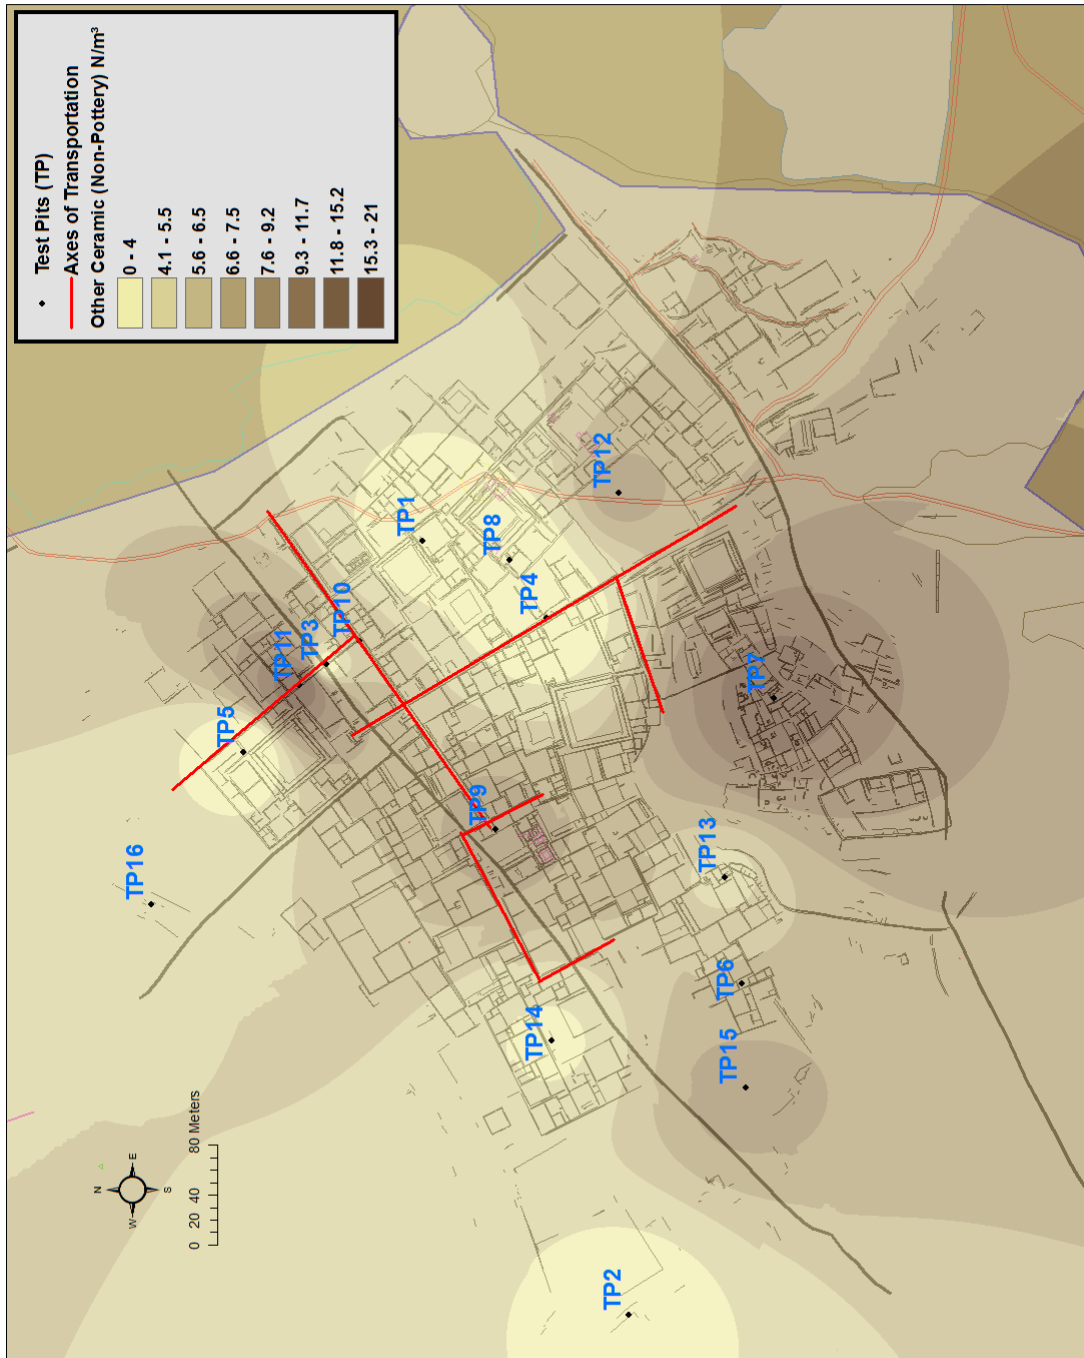 Test Pits (TP)
Axes of Transportation
Other Ceramic (Non-Pottery) N/m³
0 - 4
4.1 - 5.5
5.6 - 6.5
6.6 - 7.5
7.6 - 9.2
9.3 - 11.7
11.8 - 15.2
15.3 - 21
TP16
TP5
TP11
TP3
TP10
TP1
TP8
TP4
TP12
TP9
TP7
TP13
TP14
TP6
TP15
TP2
N
W E
S
0 20 40 80 Meters